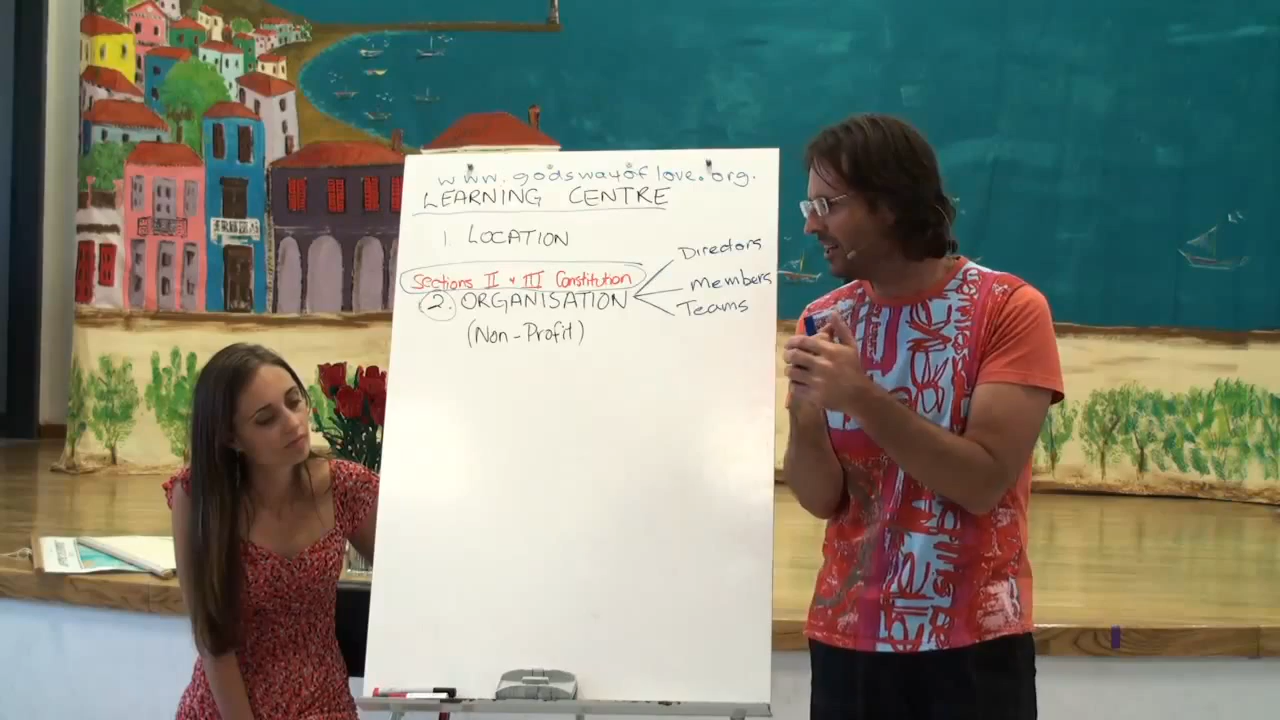 www.godswayoflove.org.
LEARNING CENTRE
1. LOCATION
Sections II + III Constitution
2. ORGANISATION
Directors
Members
Teams
(Non-Profit)